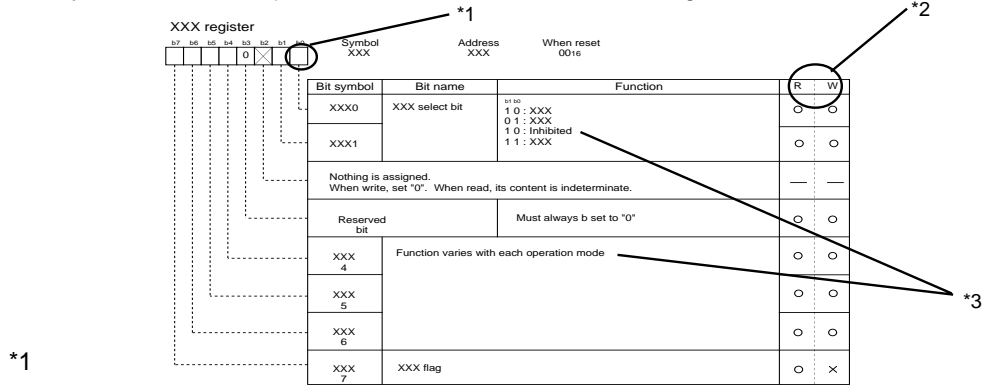 *1
*2
XXX register
b7 b6 b5 b4 b3 b2 b1 b0
0
Symbol Address When reset
XXX XXX 0016
Bit symbol Bit name Function R W
XXX0 XXX select bit
b1 b0
1 0 : XXX
0 1 : XXX
1 0 : Inhibited
1 1 : XXX
XXX1
Nothing is assigned.
When write, set "0". When read, its content is indeterminate.
Reserved
bit
Must always b set to "0"
XXX
4
Function varies with each operation mode
XXX
5
*3
XXX
6
*1
XXX
7
XXX flag